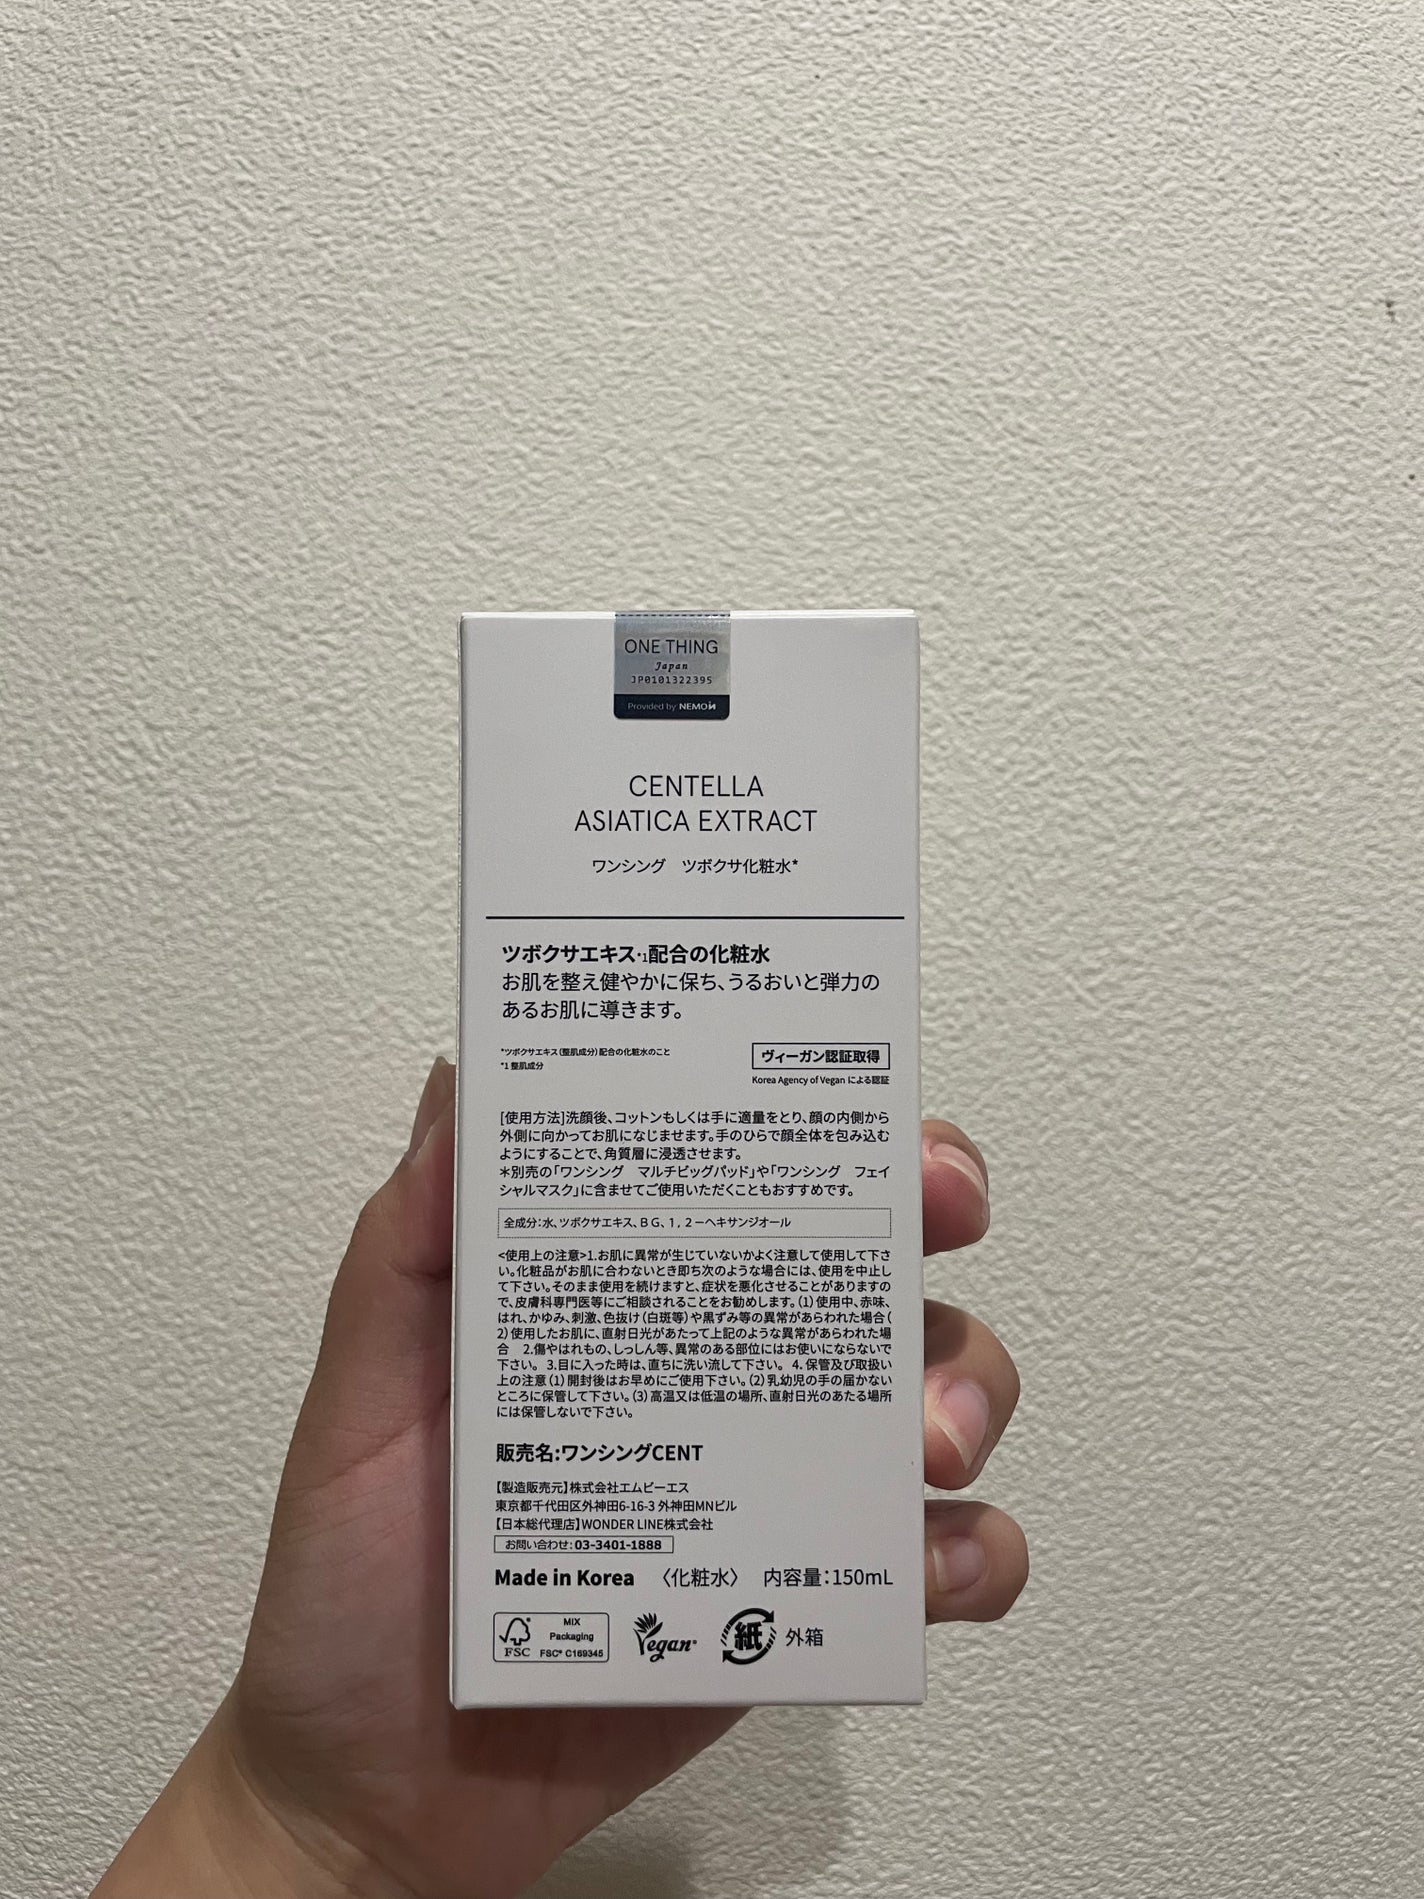 ONE THING
Japan
JP0101322395
Provided by NEMOИ
CENTELLA
ASIATICA EXTRACT
ワンシング　ツボクサ化粧水*
ツボクサエキス*1配合の化粧水
お肌を整え健やかに保ち、うるおいと弾力の
あるお肌に導きます。
*ツボクサエキス（整肌成分）配合の化粧水のこと
*1 整肌成分
ヴィーガン認証取得
Korea Agency of Vegan による認証
[使用方法]洗顔後、コットンもしくは手に適量をとり、顔の内側から
外側に向かってお肌になじませます。手のひらで顔全体を包み込む
ようにすることで、角質層に浸透させます。
＊別売の「ワンシング　マルチビッグパッド」や「ワンシング　フェイ
シャルマスク」に含ませてご使用いただくこともおすすめです。
全成分：水、ツボクサエキス、ＢＧ、１，２－ヘキサンジオール
<使用上の注意>1.お肌に異常が生じていないかよく注意して使用して下さ
い。化粧品がお肌に合わないとき即ち次のような場合には、使用を中止し
て下さい。そのまま使用を続けますと、症状を悪化させることがありますの
で、皮膚科専門医等にご相談されることをお勧めします。（1）使用中、赤味、
はれ、かゆみ、刺激、色抜け（白斑等）や黒ずみ等の異常があらわれた場合（
2）使用したお肌に、直射日光があたって上記のような異常があらわれた場
合　2.傷やはれもの、しっしん等、異常のある部位にはお使いにならないで
下さい。 3.目に入った時は、直ちに洗い流して下さい。 4. 保管及び取扱い
上の注意（1）開封後はお早めにご使用下さい。（2）乳幼児の手の届かない
ところに保管して下さい。（3）高温又は低温の場所、直射日光のあたる場所
には保管しないで下さい。
販売名:ワンシングCENT
【製造販売元】株式会社エムビーエス
東京都千代田区外神田6-16-3 外神田MNビル
【日本総代理店】WONDER LINE株式会社
お問い合わせ：03-3401-1888
Made in Korea　〈化粧水〉　内容量：150mL
FSC
MIX
Packaging
FSC® C169345
Vegan
紙 外箱